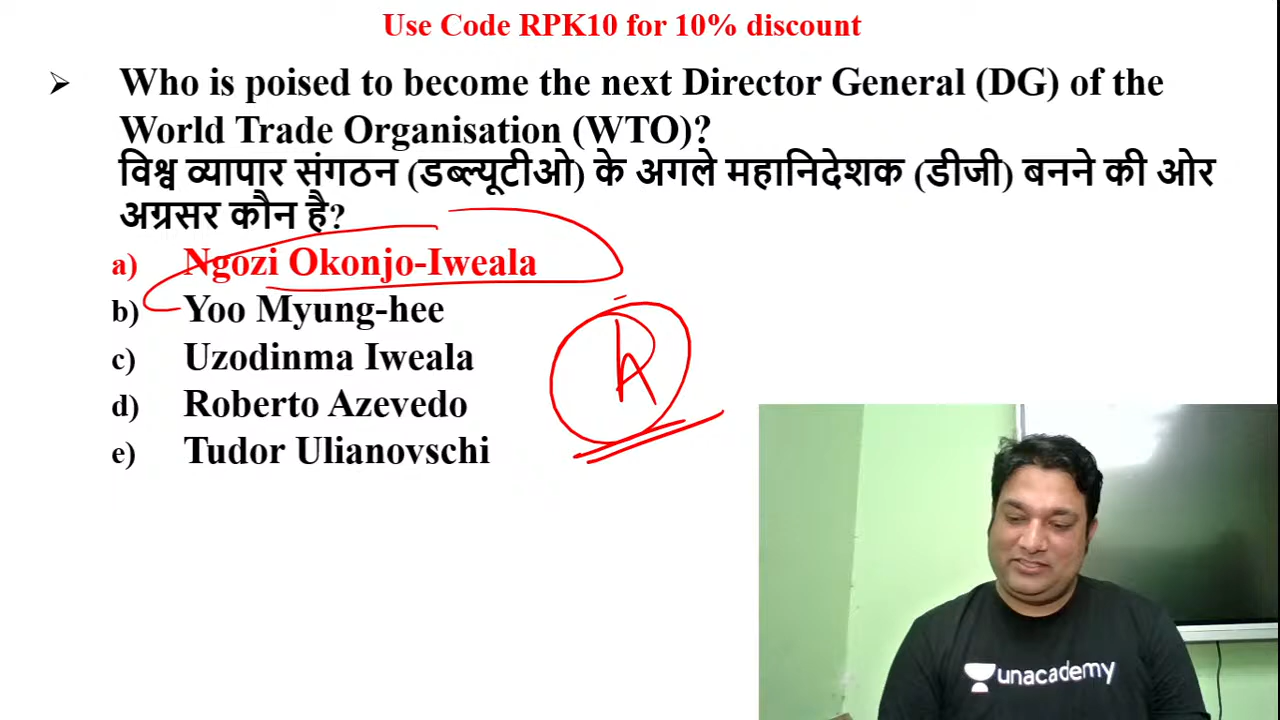 Use Code RPK10 for 10% discount
➢ Who is poised to become the next Director General (DG) of the
World Trade Organisation (WTO)?
विश्व व्यापार संगठन (डब्ल्यूटीओ) के अगले महानिदेशक (डीजी) बनने की ओर
अग्रसर कौन है?
a) Ngozi Okonjo-Iweala
b) Yoo Myung-hee
c) Uzodinma Iweala
d) Roberto Azevedo
e) Tudor Ulianovschi
unacademy